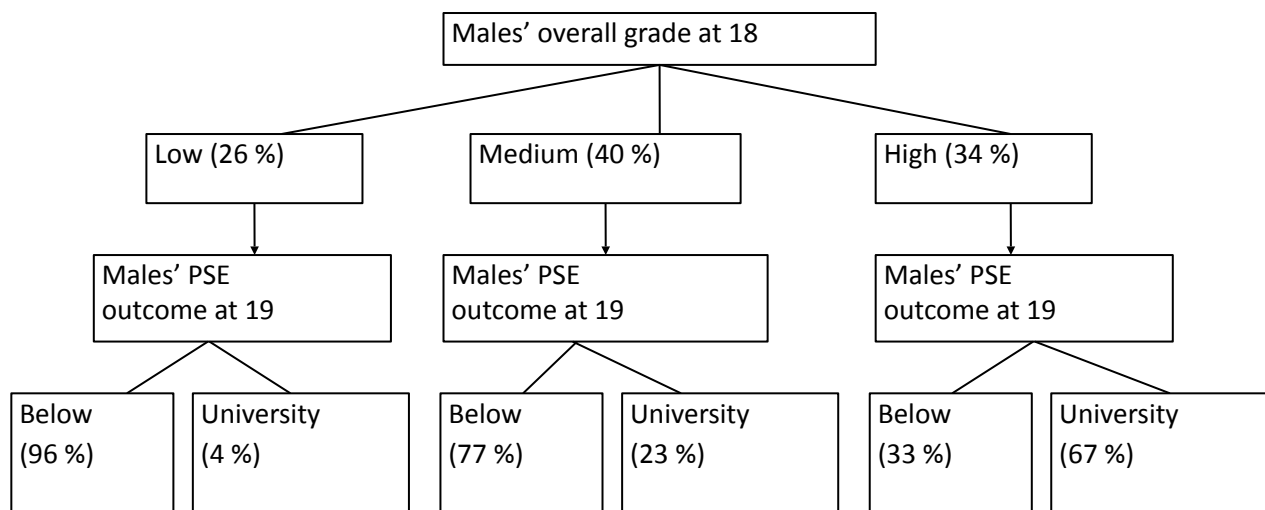 Males’ overall grade at 18
Low (26 %)
Medium (40 %)
High (34 %)
Males’ PSE
outcome at 19
Males’ PSE
outcome at 19
Males’ PSE
outcome at 19
Below
(96 %)
University
(4 %)
Below
(77 %)
University
(23 %)
Below
(33 %)
University
(67 %)